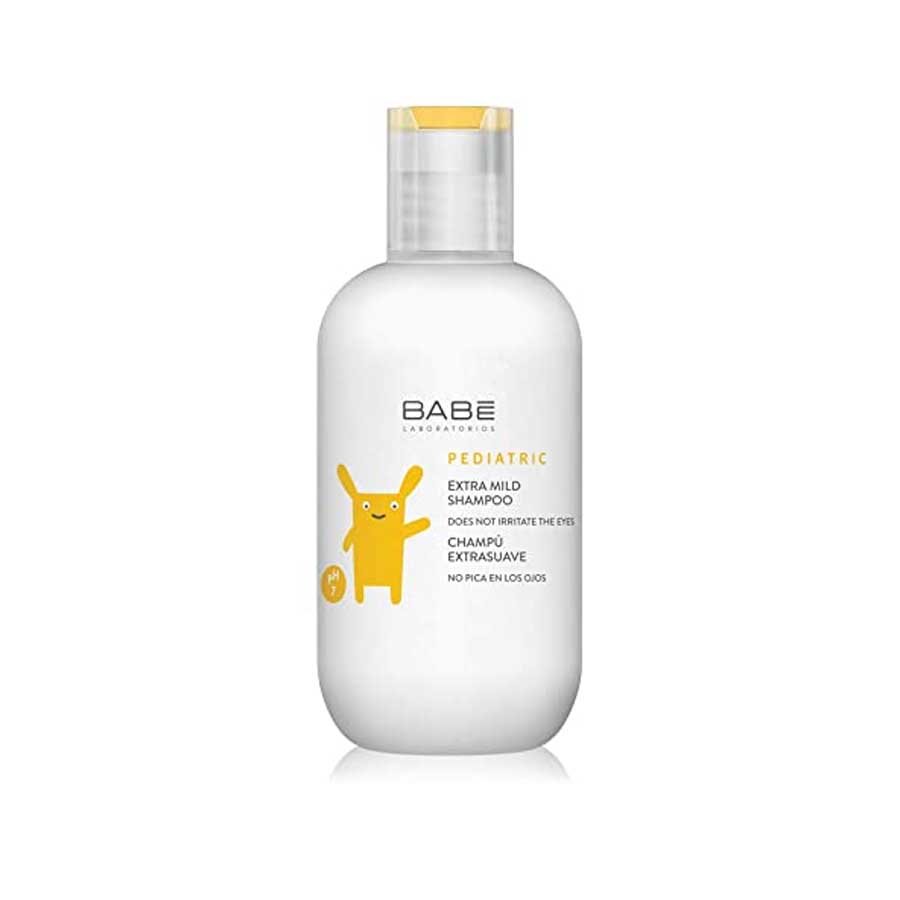 BABĒ
LABORATORIOS
PEDIATRIC
EXTRA MILD
SHAMPOO
DOES NOT IRRITATE THE EYES
CHAMPÚ
EXTRASUAVE
NO PICA EN LOS OJOS
pH
7